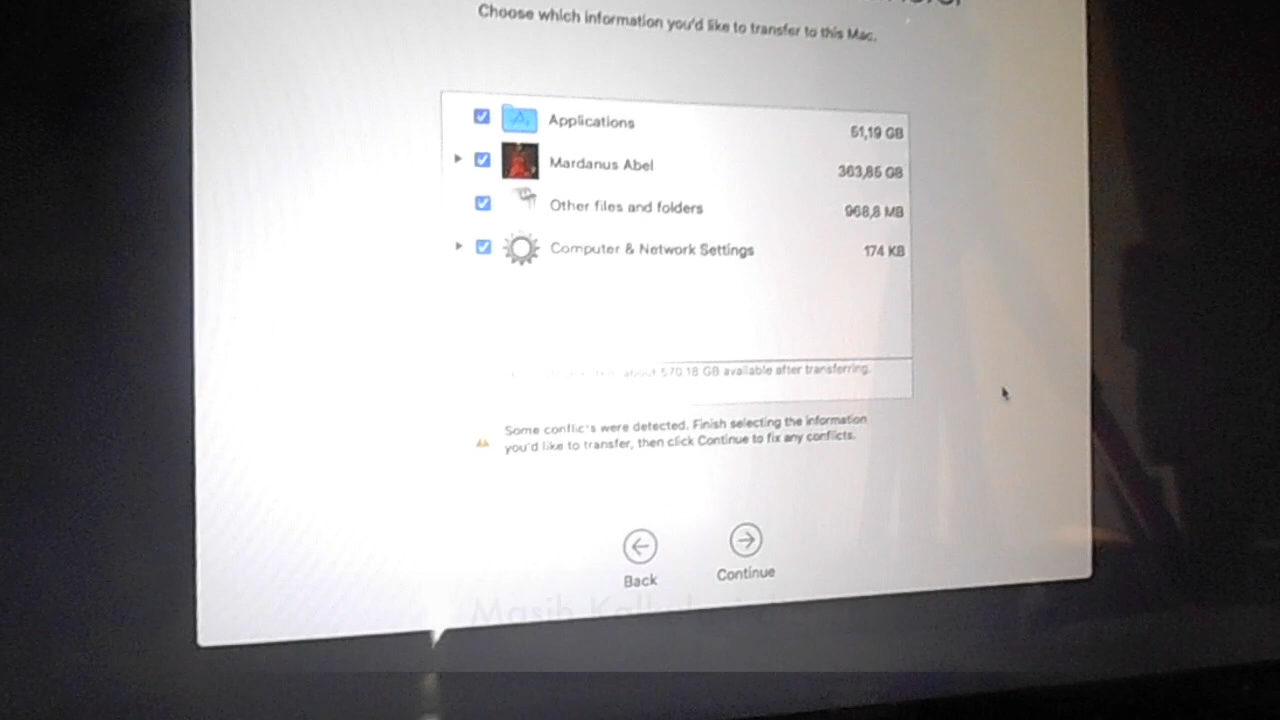 Choose which information you'd like to transfer to this Mac.
Applications 51,19 GB
Mardanus Abel 363,85 GB
Other files and folders 968,8 MB
Computer & Network Settings 174 KB
about 570.18 GB available after transferring.
Some conflicts were detected. Finish selecting the information
you'd like to transfer, then click Continue to fix any conflicts.
Back Continue
Masih